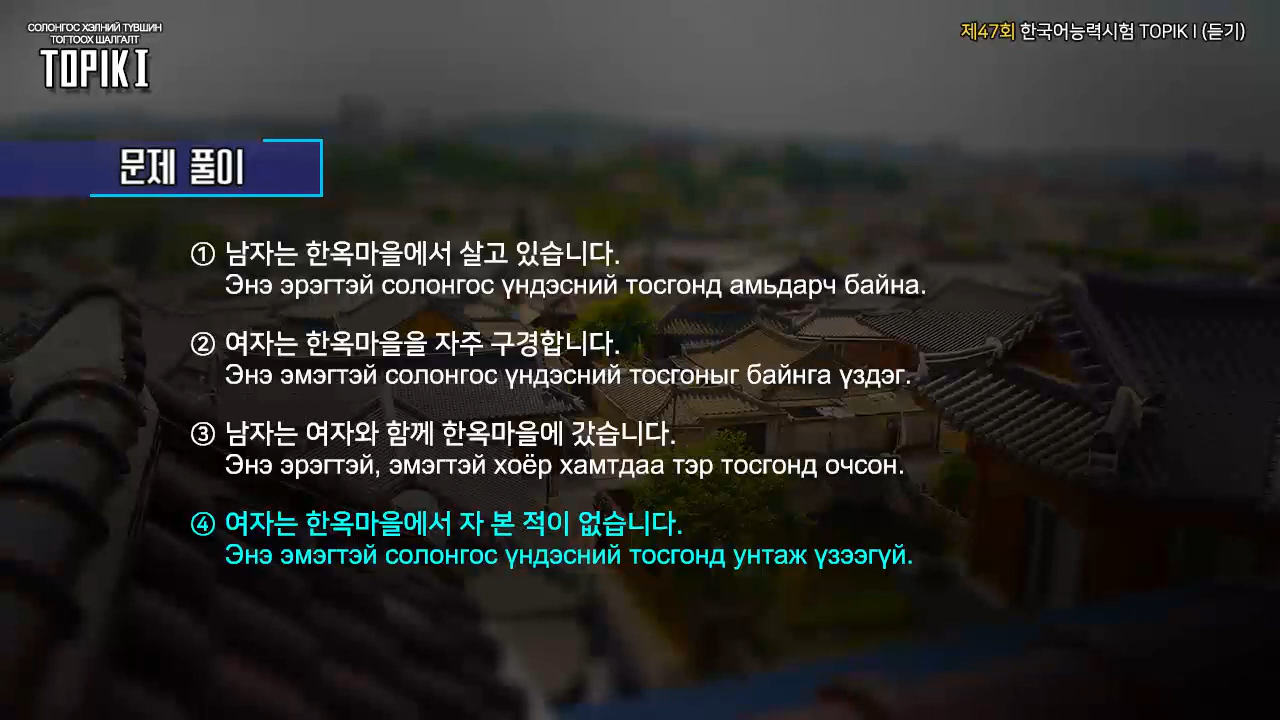 СОЛОНГОС ХЭЛНИЙ ТҮВШИН
ТОГТООХ ШАЛГАЛТ
TOPIK I
제47회 한국어능력시험 TOPIK I (듣기)
문제 풀이
① 남자는 한옥마을에서 살고 있습니다.
Энэ эрэгтэй солонгос үндэсний тосгонд амьдарч байна.
② 여자는 한옥마을을 자주 구경합니다.
Энэ эмэгтэй солонгос үндэсний тосгоныг байнга үздэг.
③ 남자는 여자와 함께 한옥마을에 갔습니다.
Энэ эрэгтэй, эмэгтэй хоёр хамтдаа тэр тосгонд очсон.
④ 여자는 한옥마을에서 자 본 적이 없습니다.
Энэ эмэгтэй солонгос үндэсний тосгонд унтаж үзээгүй.